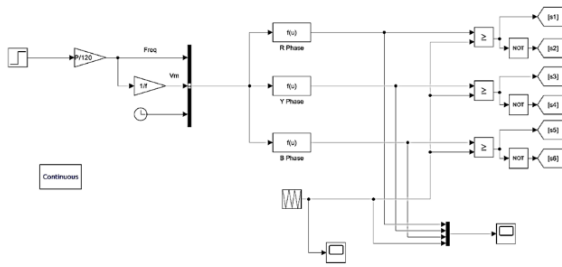 Freq
P/120
Vm
1/f
Continuous
f(u)
R Phase
f(u)
Y Phase
f(u)
B Phase
≥
[s1]
NOT
[s2]
≥
[s3]
NOT
[s4]
≥
[s5]
NOT
[s6]